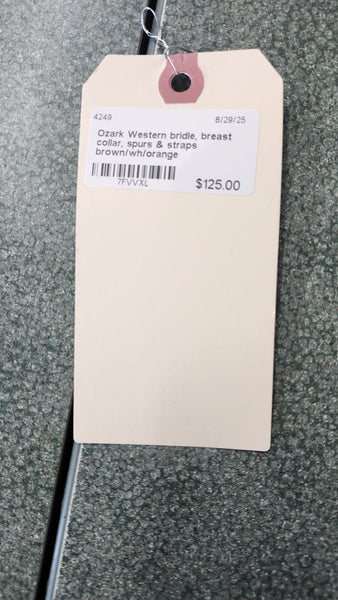 4249 8/29/25
Ozark Western bridle, breast
collar, spurs & straps
brown/wh/orange
7FVVXL $125.00